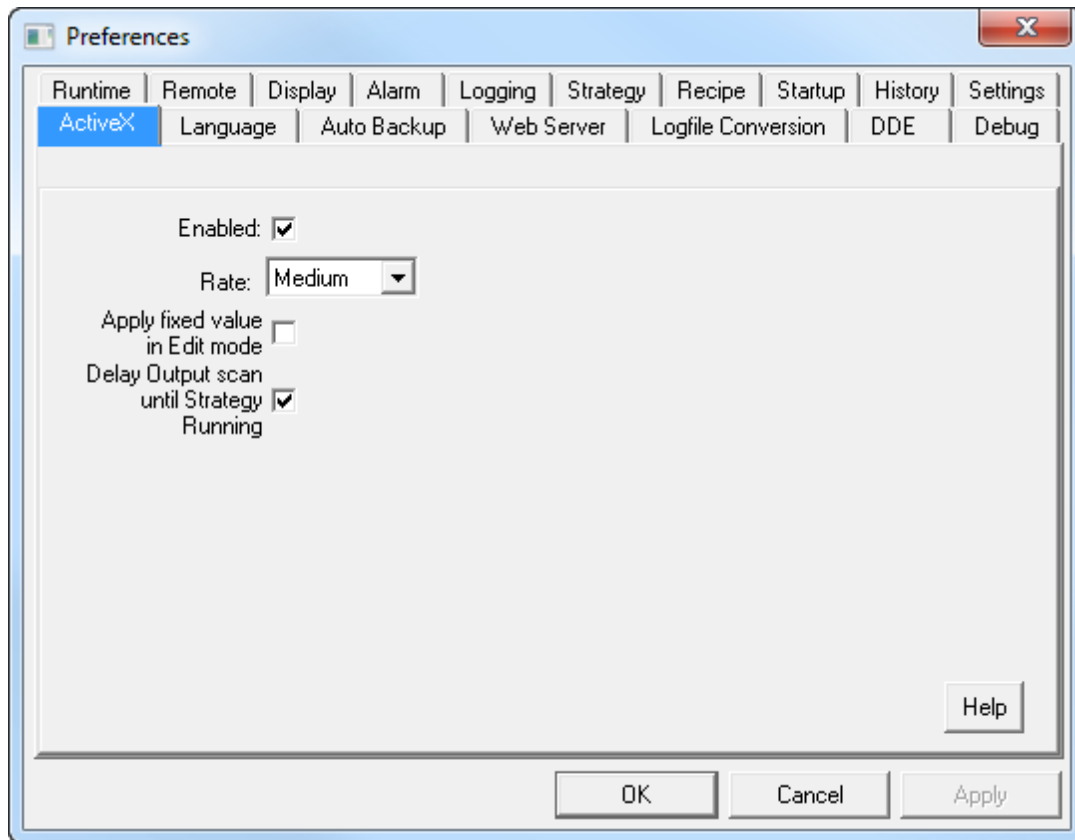 Preferences
Runtime Remote Display Alarm Logging Strategy Recipe Startup History Settings
ActiveX Language Auto Backup Web Server Logfile Conversion DDE Debug
Enabled:
Rate: Medium
Apply fixed value
in Edit mode
Delay Output scan
until Strategy
Running
Help
OK Cancel Apply